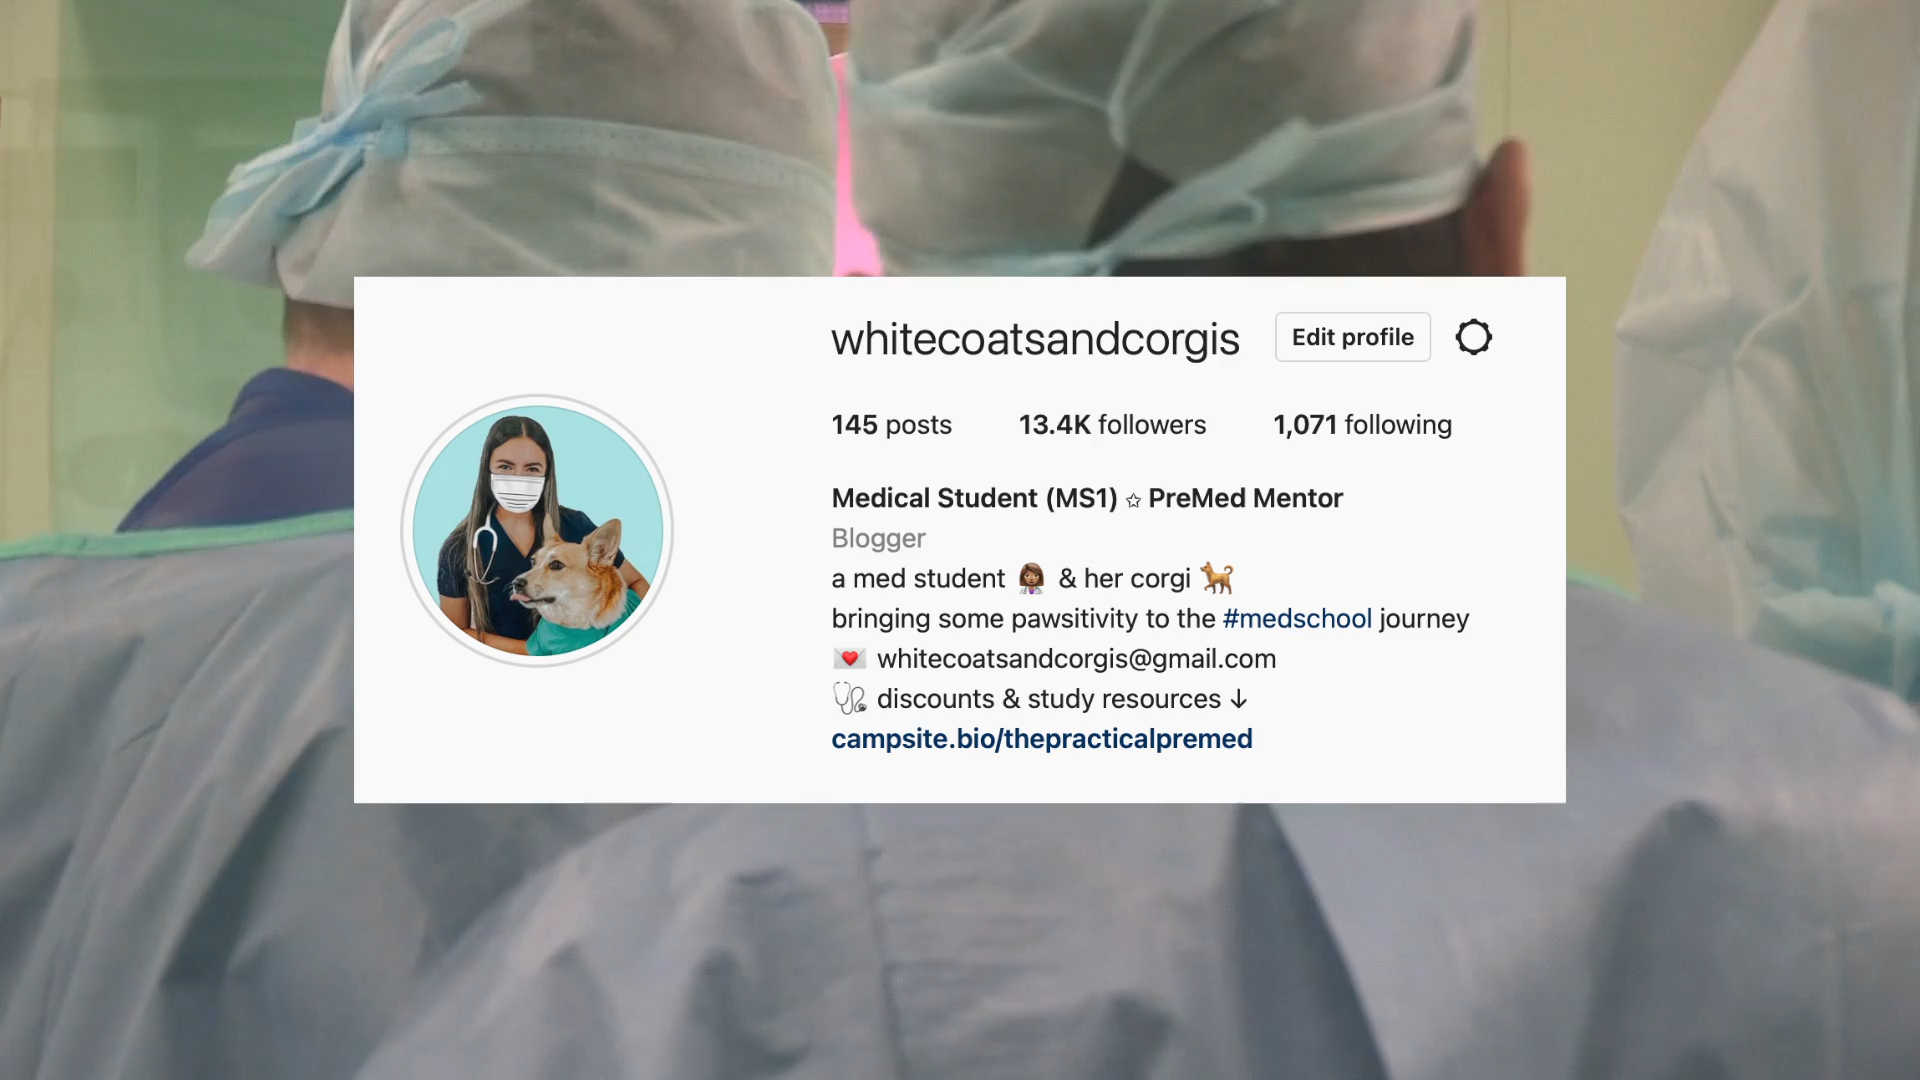 whitecoatsandcorgis Edit profile
145 posts 13.4K followers 1,071 following
Medical Student (MS1) ✩ PreMed Mentor
Blogger
a med student 👩🏽‍⚕️ & her corgi 🐕
bringing some pawsitivity to the #medschool journey
💌 whitecoatsandcorgis@gmail.com
🩺 discounts & study resources ↓
campsite.bio/thepracticalpremed